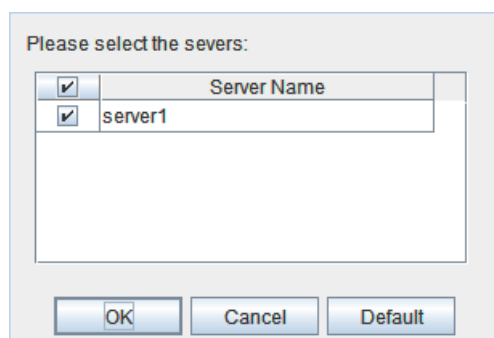 Please select the severs:
Server Name
server1
OK Cancel Default